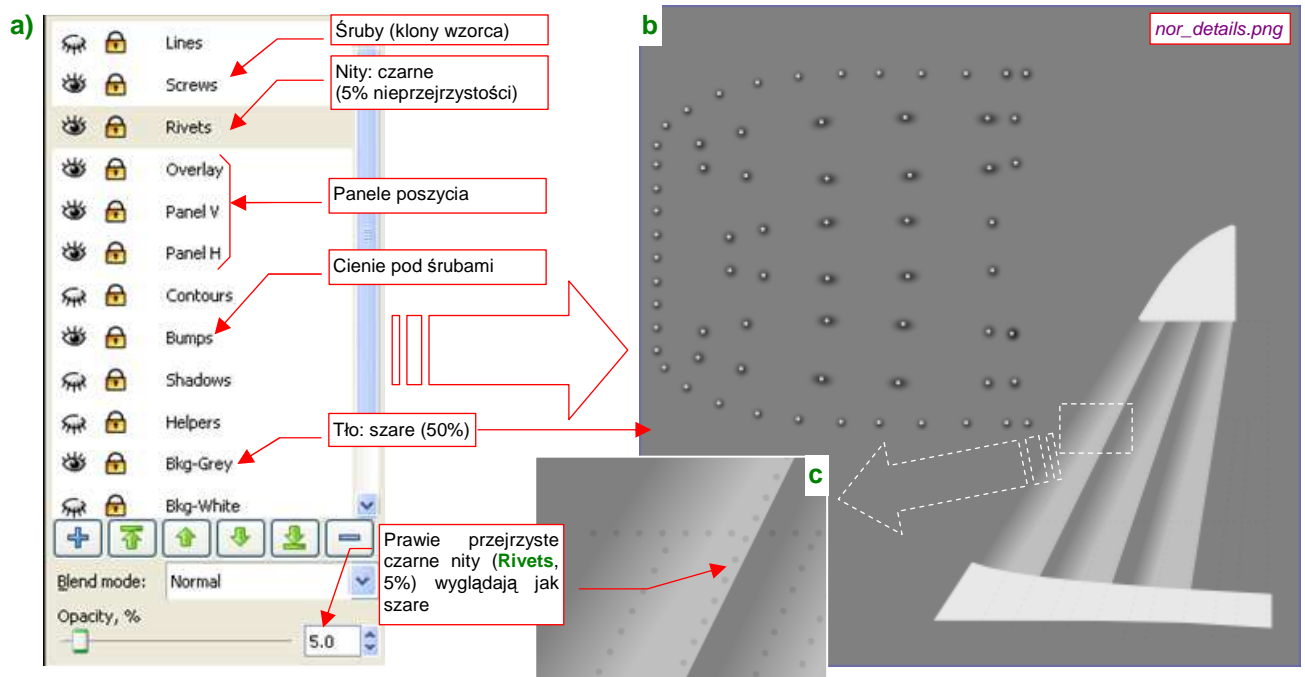 a)
Lines
Screws
Rivets
Overlay
Panel V
Panel H
Contours
Bumps
Shadows
Helpers
Bkg-Grey
Bkg-White
Blend mode: Normal
Opacity, %
5.0
Śruby (klony wzorca)
Nity: czarne
(5% nieprzejrzystości)
Panele poszycia
Cienie pod śrubami
Tło: szare (50%)
Prawie przejrzyste
czarne nity (Rivets,
5%) wyglądają jak
szare
b
nor_details.png
c